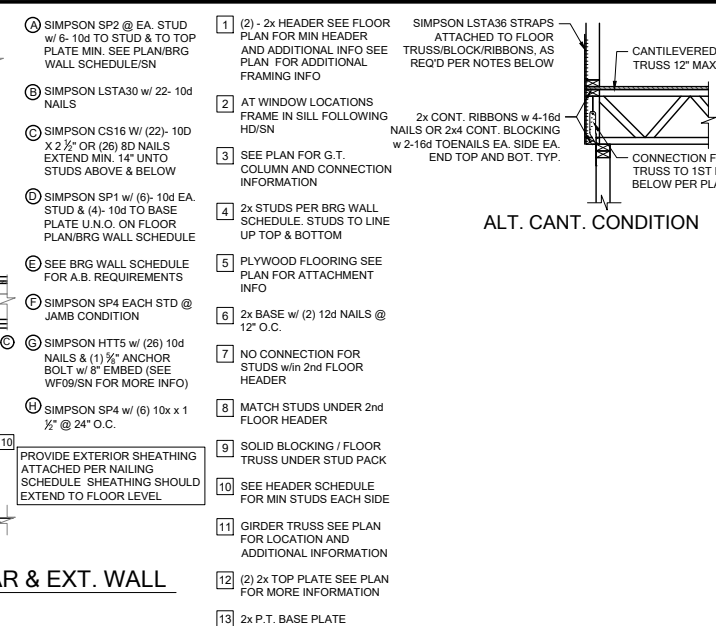 A SIMPSON SP2 @ EA. STUD
w/ 6- 10d TO STUD & TO TOP
PLATE MIN. SEE PLAN/BRG
WALL SCHEDULE/SN
B SIMPSON LSTA30 w/ 22- 10d
NAILS
C SIMPSON CS16 W/ (22)- 10D
X 2 ½" OR (26) 8D NAILS
EXTEND MIN. 14" UNTO
STUDS ABOVE & BELOW
D SIMPSON SP1 w/ (6)- 10d EA.
STUD & (4)- 10d TO BASE
PLATE U.N.O. ON FLOOR
PLAN/BRG WALL SCHEDULE
E SEE BRG WALL SCHEDULE
FOR A.B. REQUIREMENTS
F SIMPSON SP4 EACH STD @
JAMB CONDITION
C
G SIMPSON HTT5 w/ (26) 10d
NAILS & (1) ⅝" ANCHOR
BOLT w/ 8" EMBED (SEE
WF09/SN FOR MORE INFO)
H SIMPSON SP4 w/ (6) 10x x 1
½" @ 24" O.C.
10
PROVIDE EXTERIOR SHEATHING
ATTACHED PER NAILING
SCHEDULE SHEATHING SHOULD
EXTEND TO FLOOR LEVEL
AR & EXT. WALL
1 (2) - 2x HEADER SEE FLOOR
PLAN FOR MIN HEADER
AND ADDITIONAL INFO SEE
PLAN FOR ADDITIONAL
FRAMING INFO
2 AT WINDOW LOCATIONS
FRAME IN SILL FOLLOWING
HD/SN
3 SEE PLAN FOR G.T.
COLUMN AND CONNECTION
INFORMATION
4 2x STUDS PER BRG WALL
SCHEDULE. STUDS TO LINE
UP TOP & BOTTOM
5 PLYWOOD FLOORING SEE
PLAN FOR ATTACHMENT
INFO
6 2x BASE w/ (2) 12d NAILS @
12" O.C.
7 NO CONNECTION FOR
STUDS w/in 2nd FLOOR
HEADER
8 MATCH STUDS UNDER 2nd
FLOOR HEADER
9 SOLID BLOCKING / FLOOR
TRUSS UNDER STUD PACK
10 SEE HEADER SCHEDULE
FOR MIN STUDS EACH SIDE
11 GIRDER TRUSS SEE PLAN
FOR LOCATION AND
ADDITIONAL INFORMATION
12 (2) 2x TOP PLATE SEE PLAN
FOR MORE INFORMATION
13 2x P.T. BASE PLATE
SIMPSON LSTA36 STRAPS
ATTACHED TO FLOOR
TRUSS/BLOCK/RIBBONS, AS
REQ'D PER NOTES BELOW
2x CONT. RIBBONS w 4-16d
NAILS OR 2x4 CONT. BLOCKING
w 2-16d TOENAILS EA. SIDE EA.
END TOP AND BOT. TYP.
CANTILEVERED
TRUSS 12" MAX
CONNECTION F
TRUSS TO 1ST
BELOW PER PLA
ALT. CANT. CONDITION